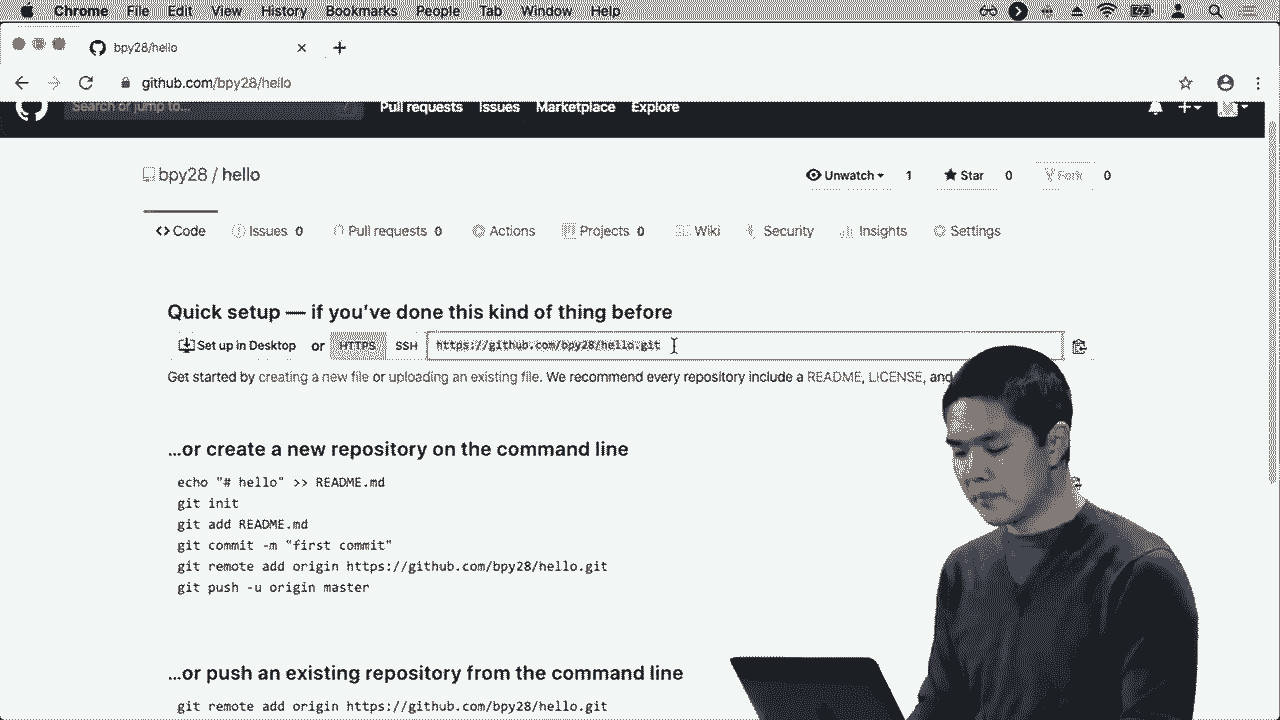 Chrome File Edit View History Bookmarks People Tab Window Help
bpy28/hello
github.com/bpy28/hello
Search or jump to...
Pull requests Issues Marketplace Explore
bpy28 / hello
Unwatch 1 Star 0 Fork 0
Code Issues 0 Pull requests 0 Actions Projects 0 Wiki Security Insights Settings
Quick setup — if you've done this kind of thing before
Set up in Desktop or HTTPS SSH https://github.com/bpy28/hello.git
Get started by creating a new file or uploading an existing file. We recommend every repository include a README, LICENSE, and
…or create a new repository on the command line
echo "# hello" >> README.md
git init
git add README.md
git commit -m "first commit"
git remote add origin https://github.com/bpy28/hello.git
git push -u origin master
…or push an existing repository from the command line
git remote add origin https://github.com/bpy28/hello.git